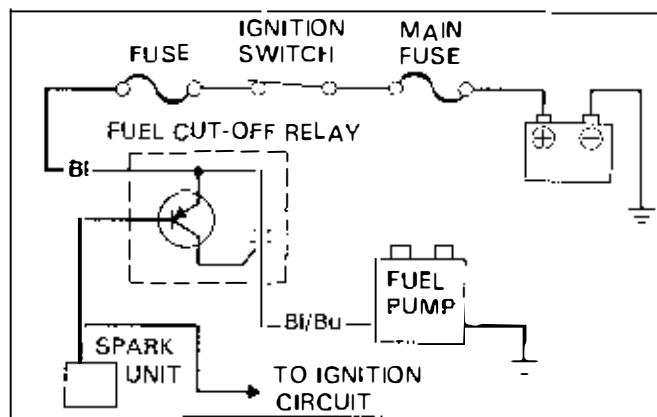 IGNITION
SWITCH
MAIN
FUSE
FUSE
FUEL CUT-OFF RELAY
Bl
FUEL
PUMP
Bl/Bu
SPARK
UNIT
TO IGNITION
CIRCUIT